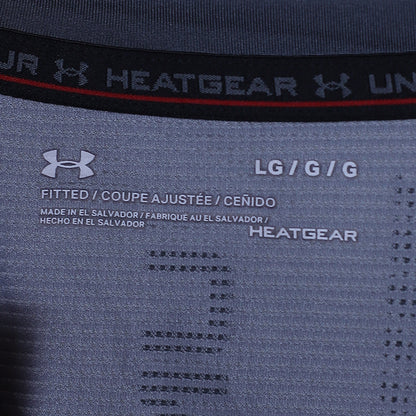 UR HEATGEAR UN
LG / G / G
FITTED / COUPE AJUSTÉE / CEÑIDO
MADE IN EL SALVADOR / FABRIQUÉ AU EL SALVADOR /
HECHO EN EL SALVADOR
HEATGEAR